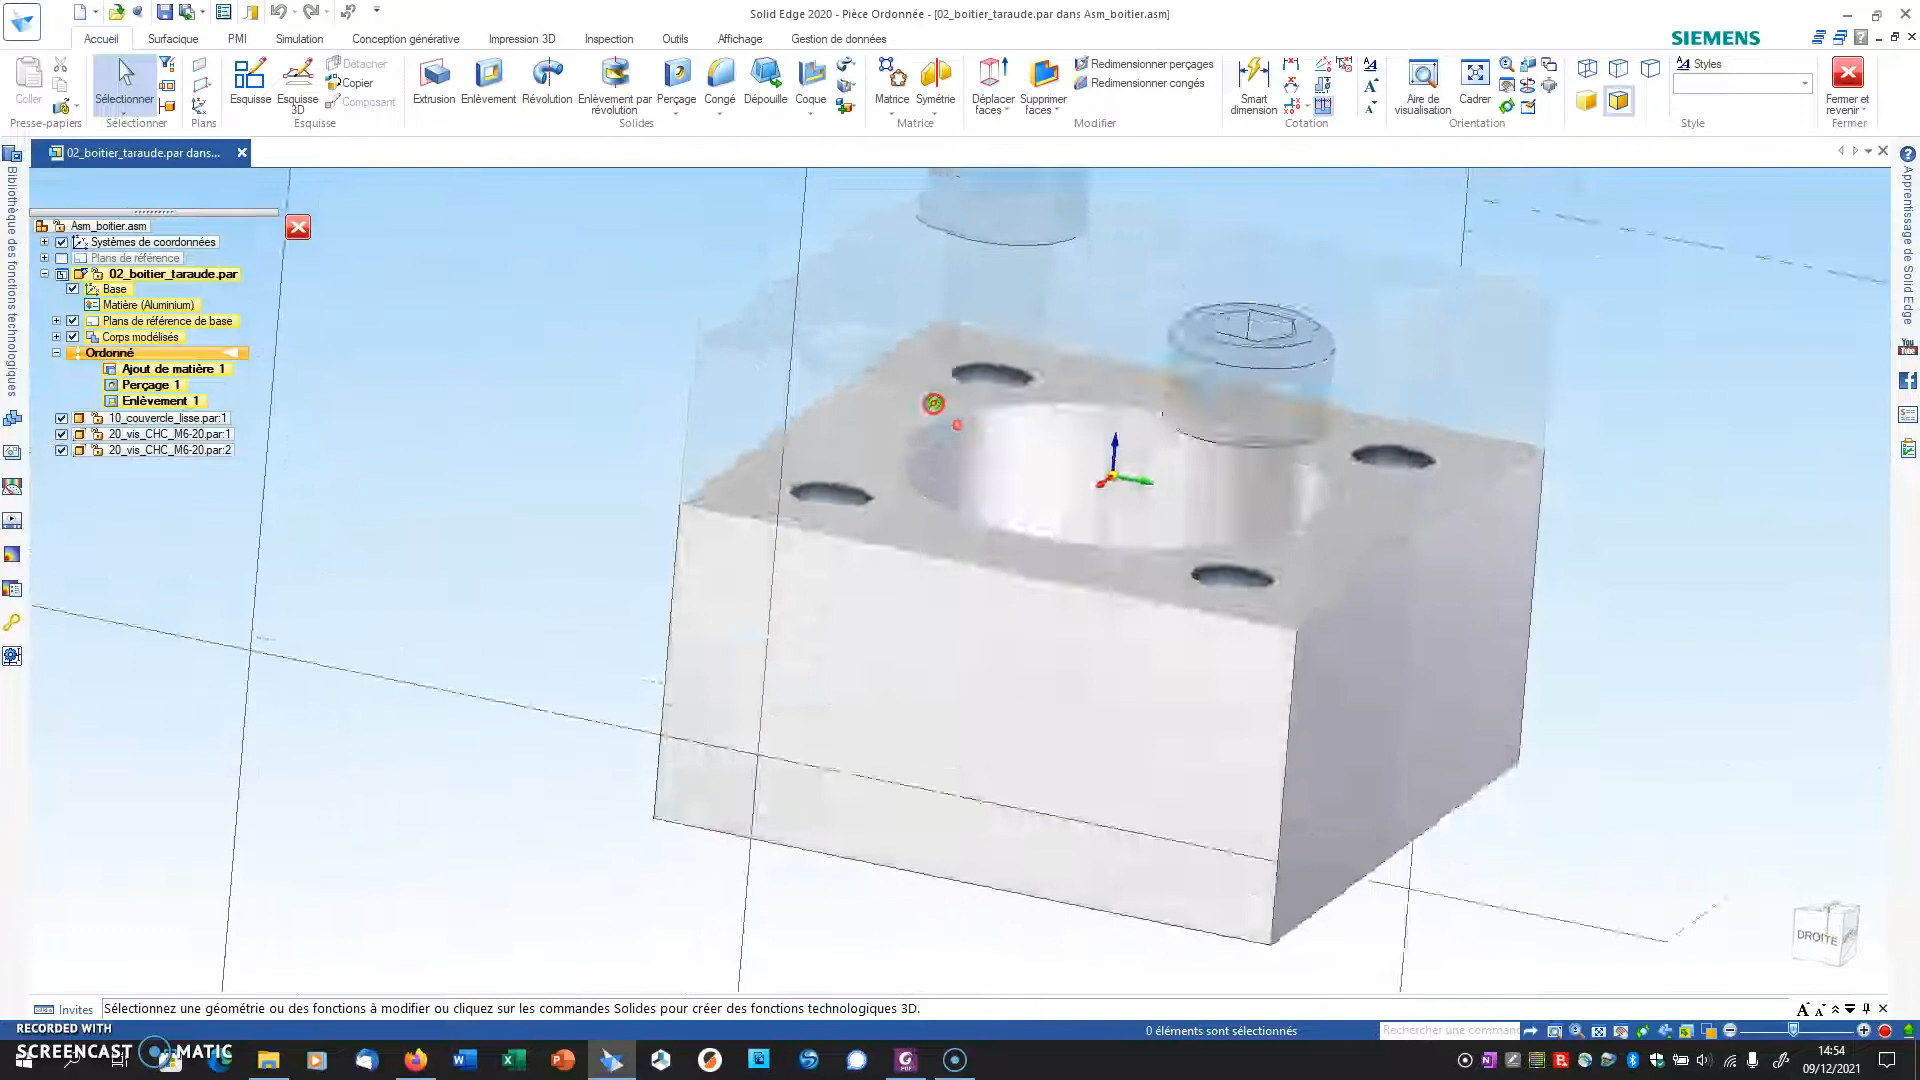 Solid Edge 2020 - Pièce Ordonnée - [02_boitier_taraude.par dans Asm_boitier.asm]
Accueil Surfacique PMI Simulation Conception générative Impression 3D Inspection Outils Affichage Gestion de données SIEMENS
Coller
Presse-papiers
Sélectionner
Sélectionner
Plans
Esquisse
Esquisse 3D
Détacher
Copier
Composant
Esquisse
Extrusion
Enlèvement
Révolution
Enlèvement par révolution
Perçage
Congé
Dépouille
Coque
Solides
Matrice
Symétrie
Matrice
Déplacer faces
Supprimer faces
Redimensionner perçages
Redimensionner congés
Modifier
Smart dimension
Cotation
Aire de visualisation
Cadrer
Orientation
Styles
Style
Fermer et revenir
Fermer
02_boitier_taraude.par dans...
Bibliothèque des fonctions technologiques
Asm_boitier.asm
Systèmes de coordonnées
Plans de référence
02_boitier_taraude.par
Base
Matière (Aluminium)
Plans de référence de base
Corps modélisés
Ordonné
Ajout de matière 1
Perçage 1
Enlèvement 1
10_couvercle_lisse.par:1
20_vis_CHC_M6-20.par:1
20_vis_CHC_M6-20.par:2
Apprentissage de Solid Edge
You Tube
DROITE
Invites
Sélectionnez une géométrie ou des fonctions à modifier ou cliquez sur les commandes Solides pour créer des fonctions technologiques 3D.
0 éléments sont sélectionnés
Rechercher une command
RECORDED WITH
SCREENCAST MATIC
14:54
09/12/2021